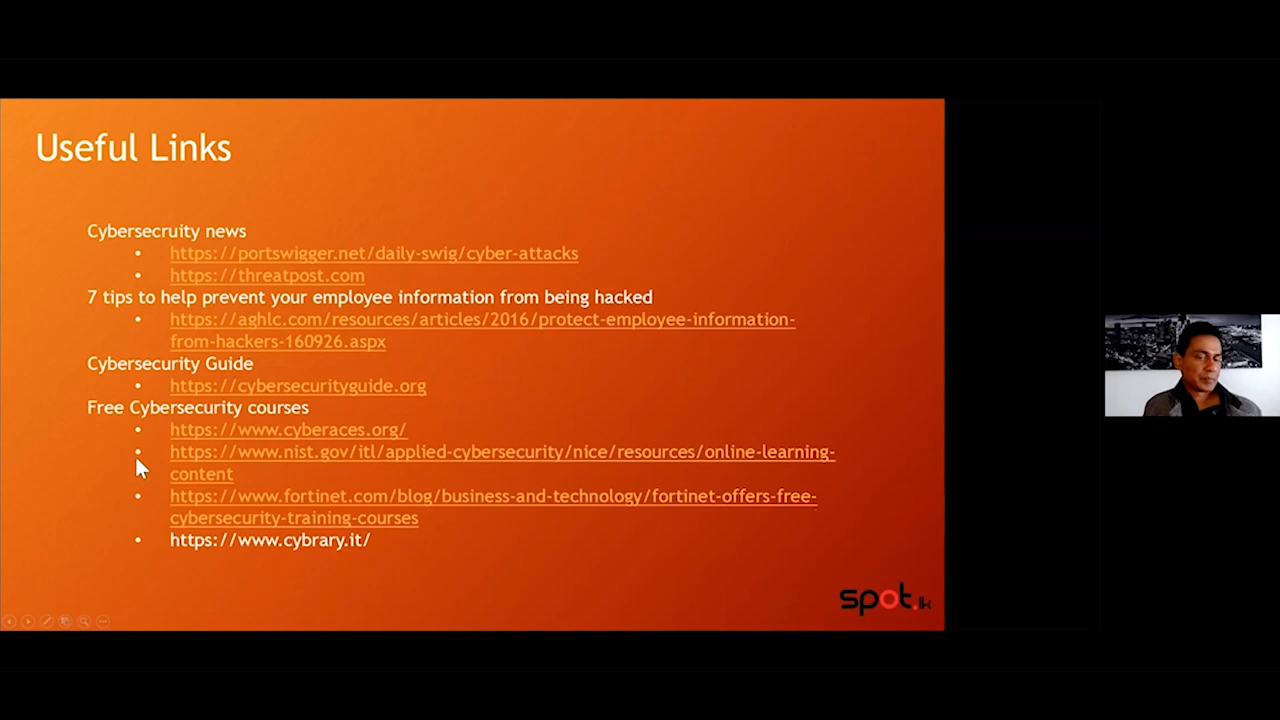 Useful Links
Cybersecruity news
• https://portswigger.net/daily-swig/cyber-attacks
• https://threatpost.com
7 tips to help prevent your employee information from being hacked
• https://aghlc.com/resources/articles/2016/protect-employee-information-
from-hackers-160926.aspx
Cybersecurity Guide
• https://cybersecurityguide.org
Free Cybersecurity courses
• https://www.cyberaces.org/
• https://www.nist.gov/itl/applied-cybersecurity/nice/resources/online-learning-
content
• https://www.fortinet.com/blog/business-and-technology/fortinet-offers-free-
cybersecurity-training-courses
• https://www.cybrary.it/
spot.lk